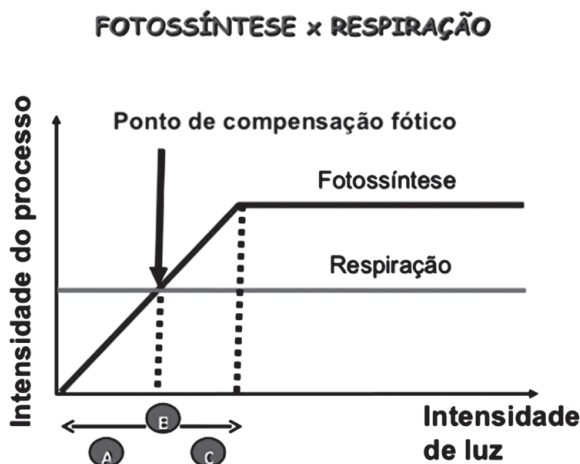 FOTOSSÍNTESE x RESPIRAÇÃO
Ponto de compensação fótico
Fotossíntese
Respiração
Intensidade do processo
B
A
C
Intensidade
de luz